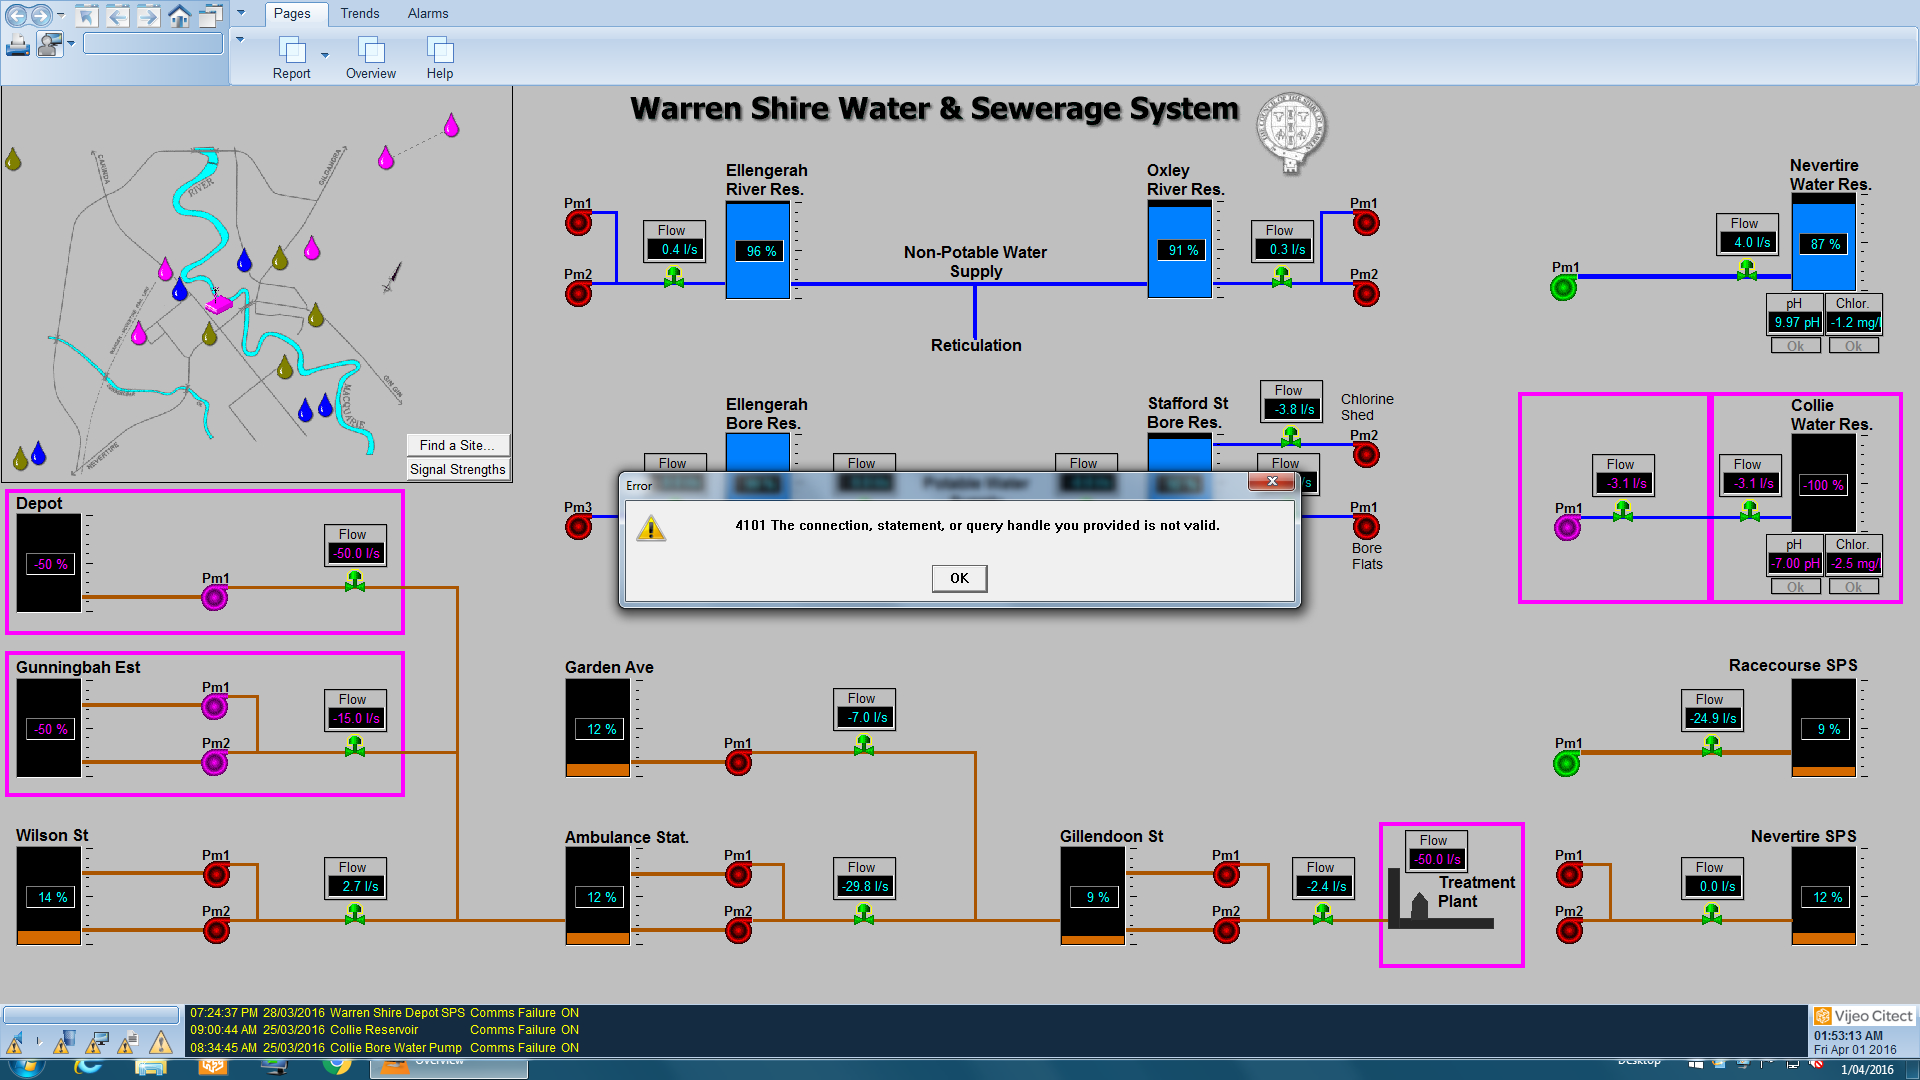 Pages
Trends
Alarms
Report
Overview
Help
Warren Shire Water & Sewerage System
CARINDA
RIVER
GILGANDRA
MACQUARIE
NEVERTIRE
Find a Site...
Signal Strengths
Ellengerah
River Res.
Pm1
Pm2
Flow
0.4 l/s
96 %
Non-Potable Water
Supply
Reticulation
Oxley
River Res.
91 %
Flow
0.3 l/s
Pm1
Pm2
Nevertire
Water Res.
Flow
4.0 l/s
87 %
Pm1
pH
9.97 pH
Ok
Chlor.
-1.2 mg/l
Ok
Ellengerah
Bore Res.
Flow
Flow
Pm3
Potable Water
Flow
Stafford St
Bore Res.
Flow
-3.8 l/s
Chlorine
Shed
Pm2
Flow
l/s
Pm1
Bore
Flats
Collie
Water Res.
Flow
-3.1 l/s
Flow
-3.1 l/s
-100 %
Pm1
pH
-7.00 pH
Ok
Chlor.
-2.5 mg/l
Ok
Error
4101 The connection, statement, or query handle you provided is not valid.
OK
Depot
-50 %
Pm1
Flow
-50.0 l/s
Gunningbah Est
-50 %
Pm1
Pm2
Flow
-15.0 l/s
Garden Ave
12 %
Pm1
Flow
-7.0 l/s
Racecourse SPS
Flow
-24.9 l/s
9 %
Pm1
Wilson St
14 %
Pm1
Pm2
Flow
2.7 l/s
Ambulance Stat.
12 %
Pm1
Pm2
Flow
-29.8 l/s
Gillendoon St
9 %
Pm1
Pm2
Flow
-2.4 l/s
Flow
-50.0 l/s
Treatment
Plant
Nevertire SPS
Pm1
Pm2
Flow
0.0 l/s
12 %
07:24:37 PM 28/03/2016 Warren Shire Depot SPS Comms Failure ON
09:00:44 AM 25/03/2016 Collie Reservoir Comms Failure ON
08:34:45 AM 25/03/2016 Collie Bore Water Pump Comms Failure ON
Vijeo Citect
01:53:13 AM
Fri Apr 01 2016
Overview
Desktop
1/04/2016